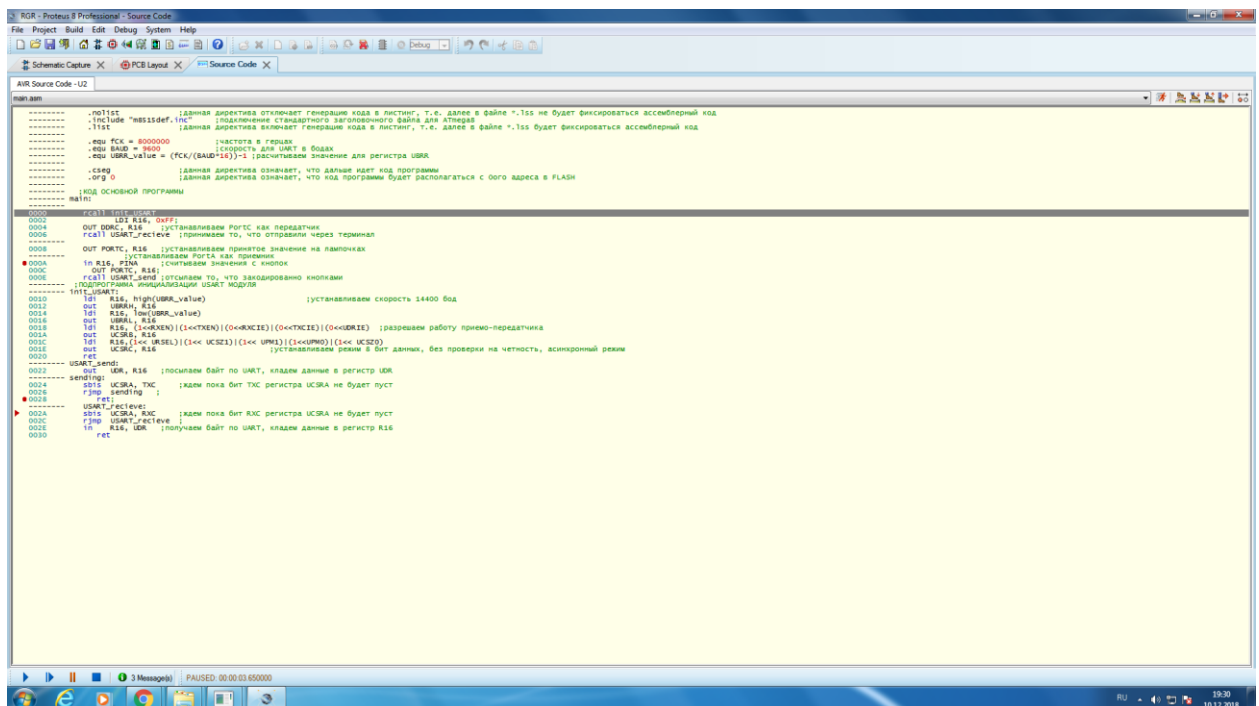 RGR - Proteus 8 Professional - Source Code
File Project Build Edit Debug System Help
Debug
Schematic Capture PCB Layout Source Code
AVR Source Code - U2
main.asm
-------- .nolist ;данная директива отключает генерацию кода в листинг, т.е. далее в файле *.lss не будет фиксироваться ассемблерный код
-------- .include "m8515def.inc" ;подключение стандартного заголовочного файла для ATmega8
-------- .list ;данная директива включает генерацию кода в листинг, т.е. далее в файле *.lss будет фиксироваться ассемблерный код
--------
-------- .equ fCK = 8000000 ;частота в герцах
-------- .equ BAUD = 9600 ;скорость для UART в бодах
-------- .equ UBRR_value = (fCK/(BAUD*16))-1 ;расчитываем значение для регистра UBRR
--------
-------- .cseg ;данная директива означает, что дальше идет код программы
-------- .org 0 ;данная директива означает, что код программы будет располагаться с 0ого адреса в FLASH
--------
-------- ;КОД ОСНОВНОЙ ПРОГРАММЫ
-------- main:
--------
0000 rcall init_USART
0002 LDI R16, 0xFF;
0004 OUT DDRC, R16 ;устанавливаем PortC как передатчик
0006 rcall USART_recieve ;принимаем то, что отправили через терминал
--------
0008 OUT PORTC, R16 ;устанавливаем принятое значение на лампочках
-------- ;устанавливаем PortA как приемник
000A in R16, PINA ;считываем значения с кнопок
000C OUT PORTC, R16;
000E rcall USART_send ;отсылаем то, что закодированно кнопками
-------- ;ПОДПРОГРАММА ИНИЦИАЛИЗАЦИИ USART МОДУЛЯ
-------- init_USART:
0010 ldi R16, high(UBRR_value) ;устанавливаем скорость 14400 бод
0012 out UBRRH, R16
0014 ldi R16, low(UBRR_value)
0016 out UBRRL, R16
0018 ldi R16, (1<<RXEN)|(1<<TXEN)|(0<<RXCIE)|(0<<TXCIE)|(0<<UDRIE) ;разрешаем работу приемо-передатчика
001A out UCSRB, R16
001C ldi R16,(1<< URSEL)|(1<< UCSZ1)|(1<< UPM1)|(1<<UPM0)|(1<< UCSZ0)
001E out UCSRC, R16 ;устанавливаем режим 8 бит данных, без проверки на четность, асинхронный режим
0020 ret
-------- USART_send:
0022 out UDR, R16 ;посылаем байт по UART, кладем данные в регистр UDR
-------- sending:
0024 sbis UCSRA, TXC ;ждем пока бит TXC регистра UCSRA не будет пуст
0026 rjmp sending ;
0028 ret;
-------- USART_recieve:
002A sbis UCSRA, RXC ;ждем пока бит RXC регистра UCSRA не будет пуст
002C rjmp USART_recieve ;
002E in R16, UDR ;получаем байт по UART, кладем данные в регистр R16
0030 ret
3 Message(s) PAUSED: 00:00:03.650000
RU 19:30
10.12.2018